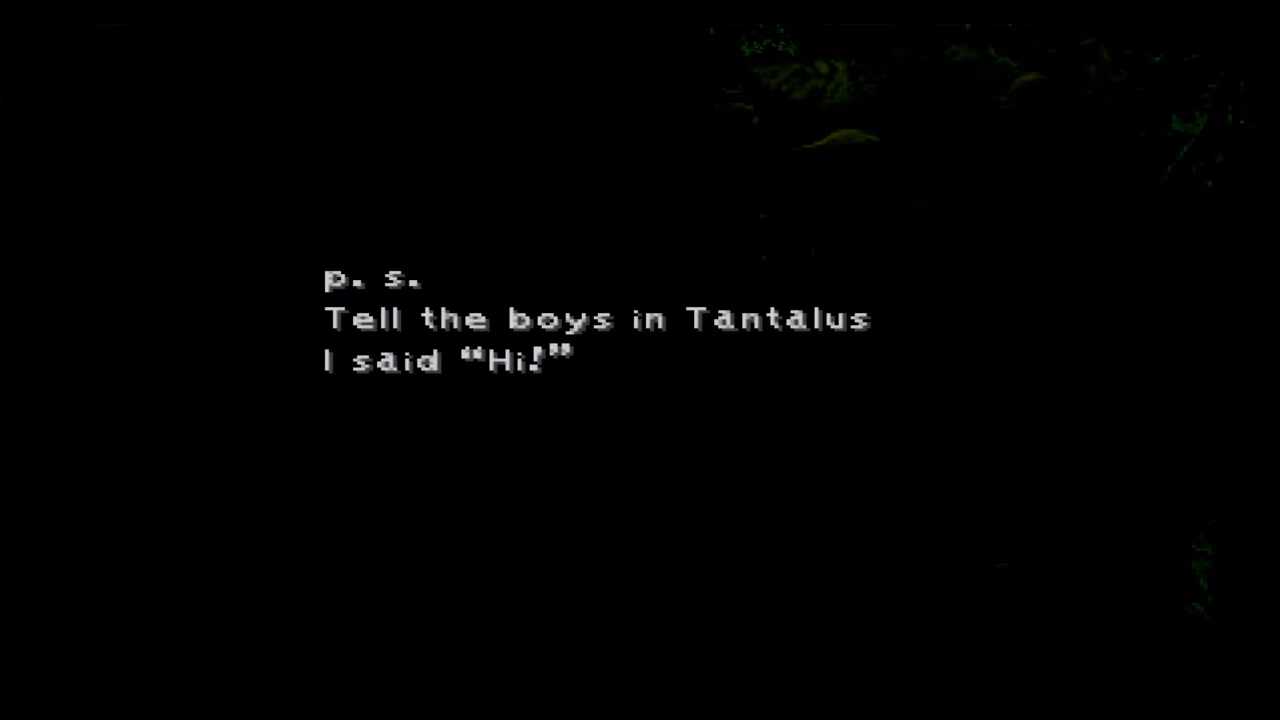 p. s.
Tell the boys in Tantalus
I said “Hi!”